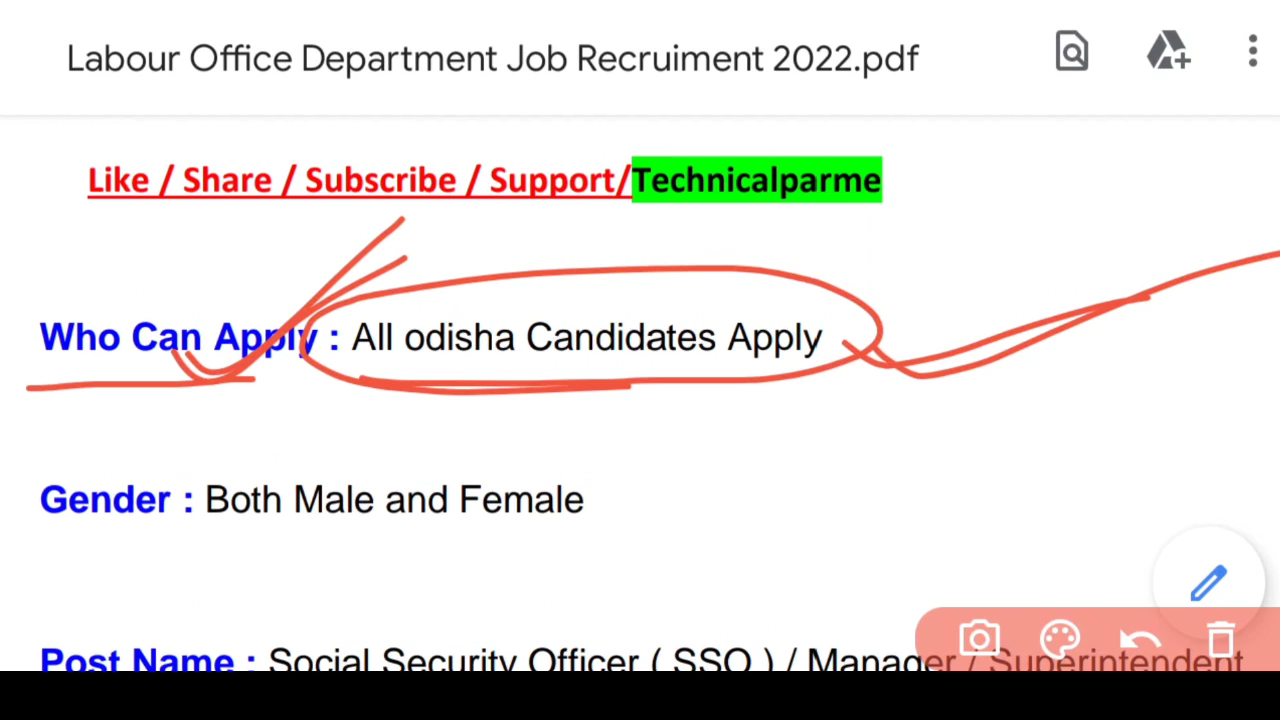 Labour Office Department Job Recruiment 2022.pdf
Like / Share / Subscribe / Support/Technicalparme
Who Can Apply : All odisha Candidates Apply
Gender : Both Male and Female
Post Name : Social Security Officer ( SSO ) / Manager / Superintendent